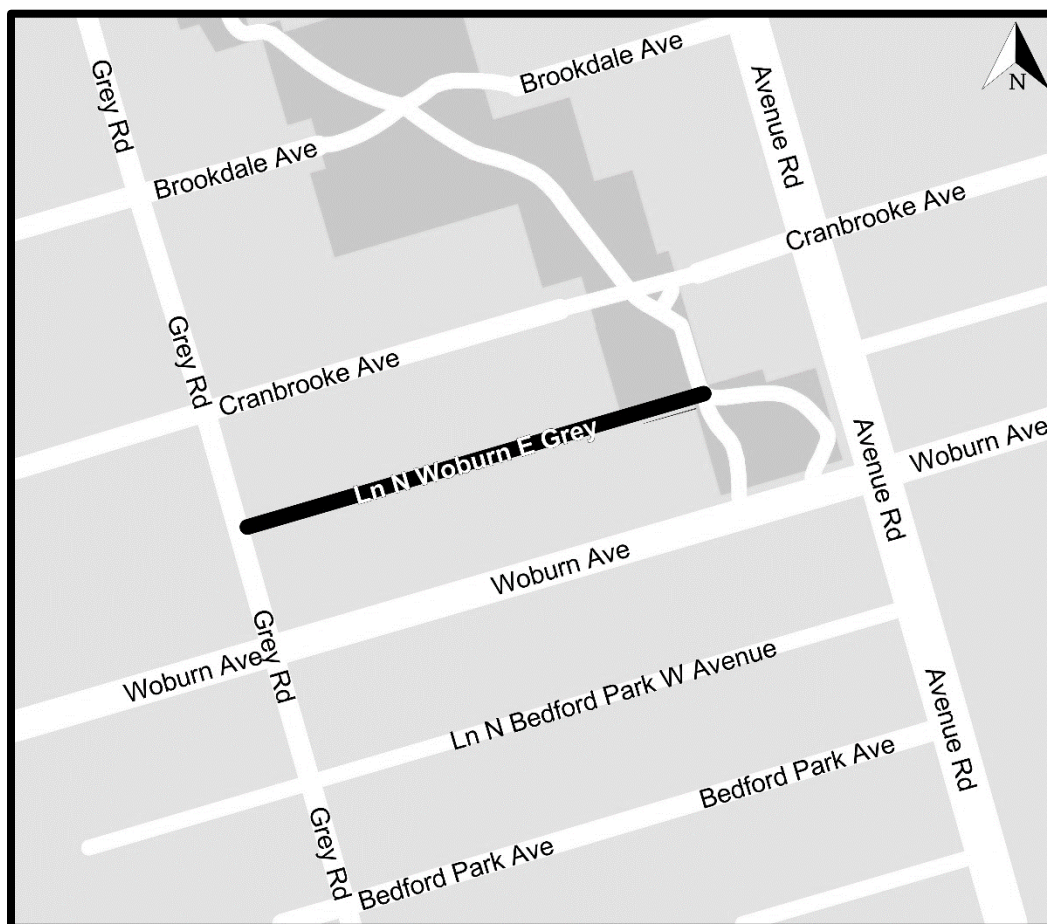 Brookdale Ave
Grey Rd
Avenue Rd
N
Brookdale Ave
Cranbrooke Ave
Grey Rd
Cranbrooke Ave
Ln N Woburn E Grey
Woburn Ave
Avenue Rd
Woburn Ave
Grey Rd
Woburn Ave
Ln N Bedford Park W Avenue
Avenue Rd
Bedford Park Ave
Grey Rd
Bedford Park Ave